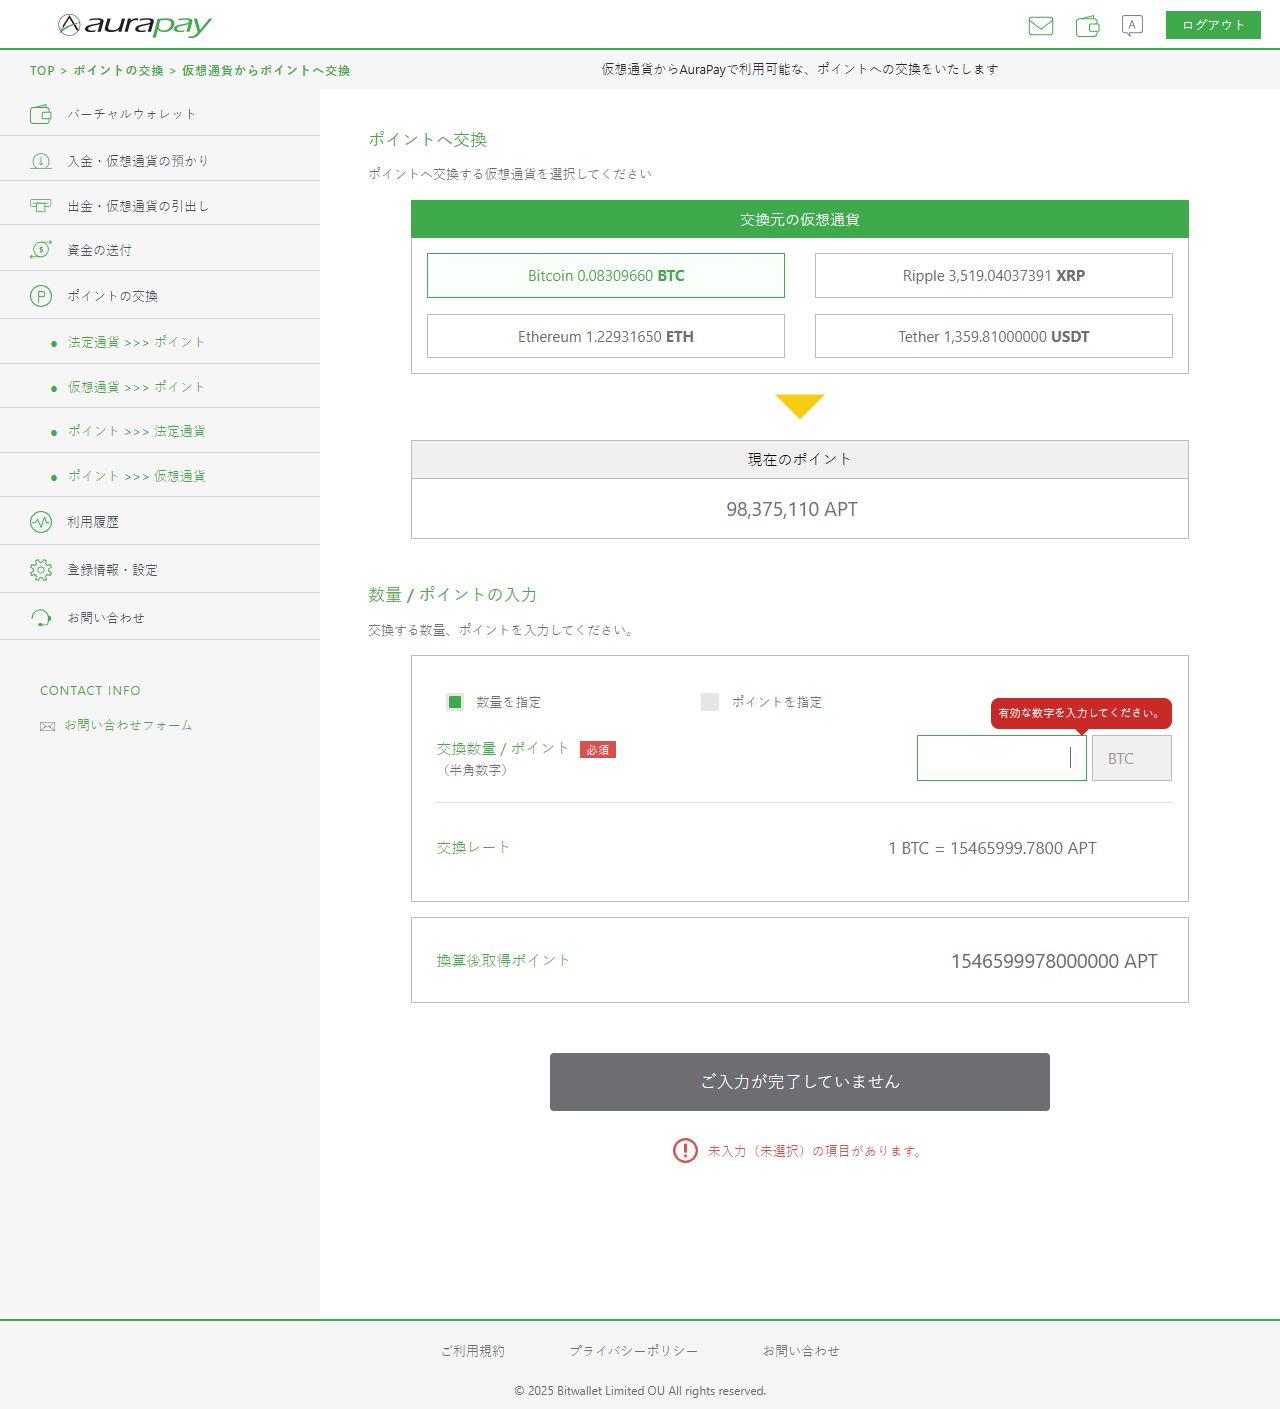 aurapay
A
ログアウト
TOP > ポイントの交換 > 仮想通貨からポイントへ交換
仮想通貨からAuraPayで利用可能な、ポイントへの交換をいたします
バーチャルウォレット
入金・仮想通貨の預かり
出金・仮想通貨の引出し
資金の送付
ポイントの交換
法定通貨 >>> ポイント
仮想通貨 >>> ポイント
ポイント >>> 法定通貨
ポイント >>> 仮想通貨
利用履歴
登録情報・設定
お問い合わせ
CONTACT INFO
お問い合わせフォーム
ポイントへ交換
ポイントへ交換する仮想通貨を選択してください
交換元の仮想通貨
Bitcoin 0.08309660 BTC
Ripple 3,519.04037391 XRP
Ethereum 1.22931650 ETH
Tether 1,359.81000000 USDT
現在のポイント
98,375,110 APT
数量 / ポイントの入力
交換する数量、ポイントを入力してください。
数量を指定
ポイントを指定
有効な数字を入力してください。
交換数量 / ポイント 必須
（半角数字）
BTC
交換レート
1 BTC = 15465999.7800 APT
換算後取得ポイント
1546599978000000 APT
ご入力が完了していません
未入力（未選択）の項目があります。
ご利用規約
プライバシーポリシー
お問い合わせ
© 2025 Bitwallet Limited OU All rights reserved.